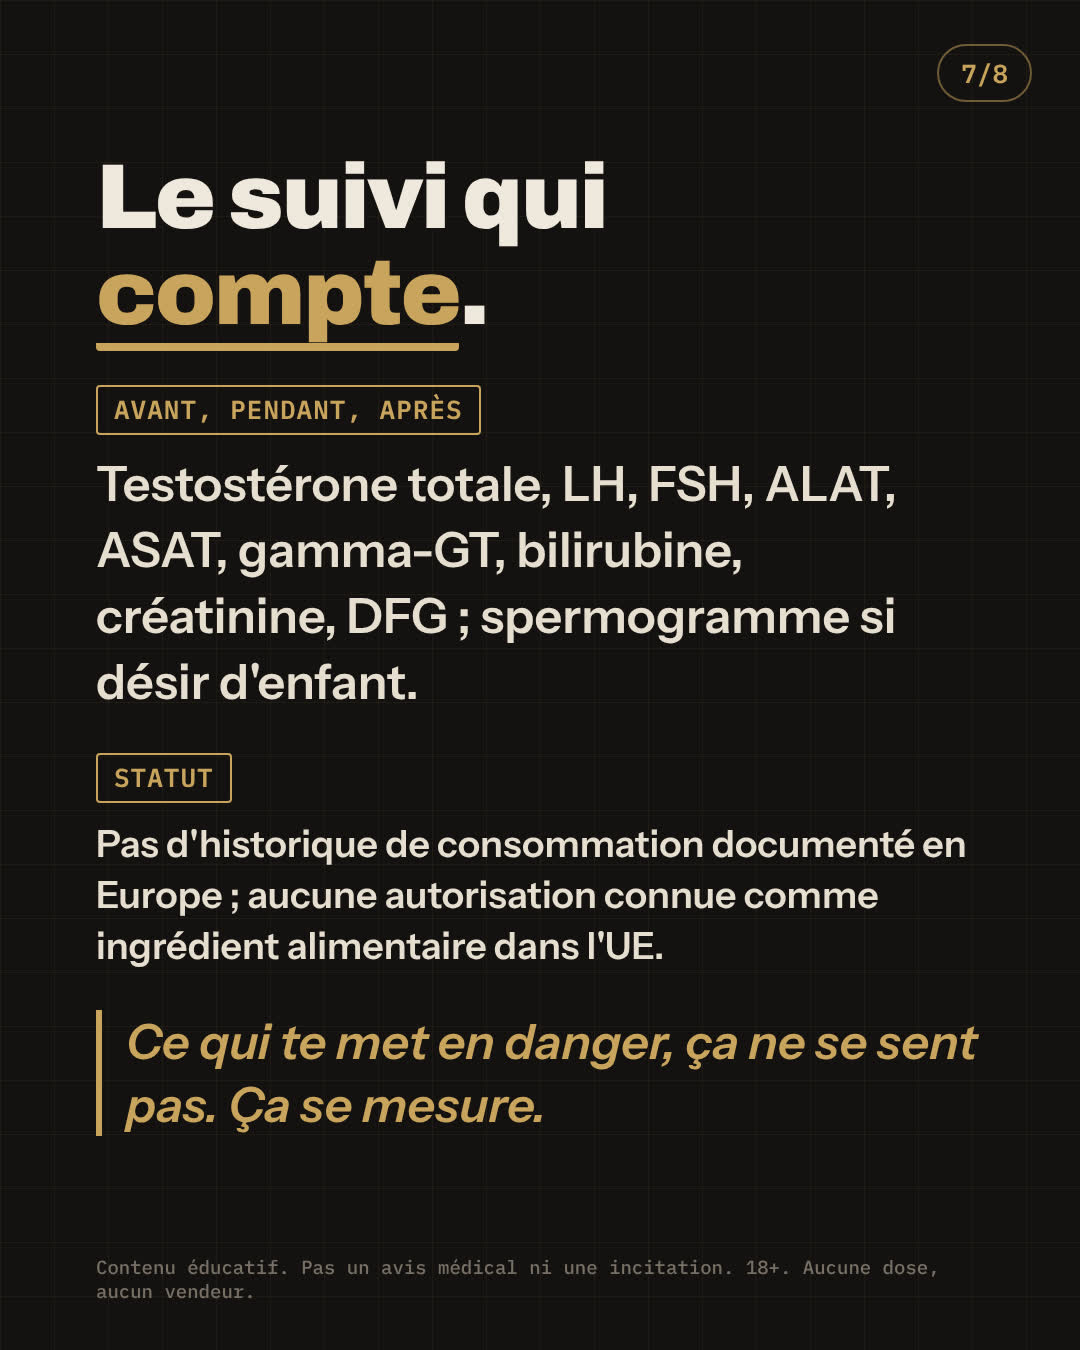 7/8
Le suivi qui
compte.
AVANT, PENDANT, APRÈS
Testostérone totale, LH, FSH, ALAT,
ASAT, gamma-GT, bilirubine,
créatinine, DFG ; spermogramme si
désir d'enfant.
STATUT
Pas d'historique de consommation documenté en
Europe ; aucune autorisation connue comme
ingrédient alimentaire dans l'UE.
Ce qui te met en danger, ça ne se sent
pas. Ça se mesure.
Contenu éducatif. Pas un avis médical ni une incitation. 18+. Aucune dose,
aucun vendeur.